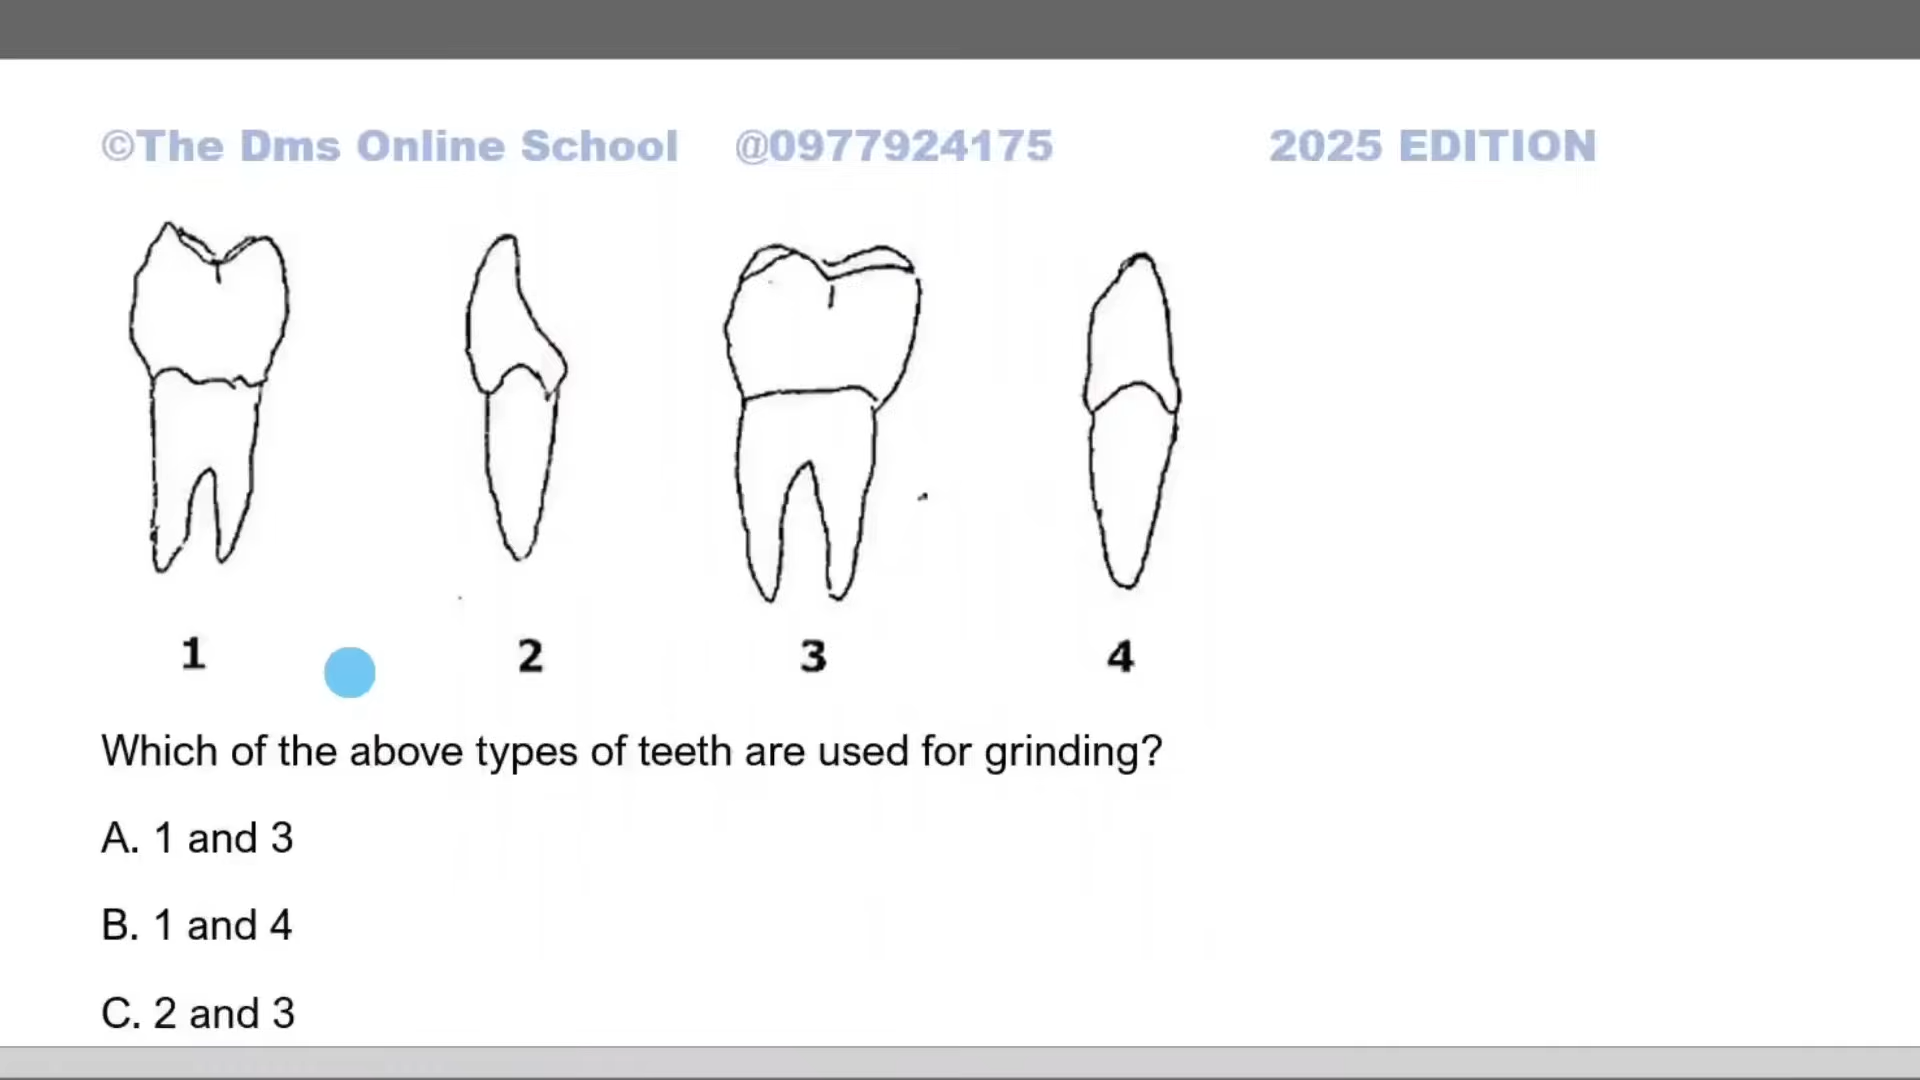 ©The Dms Online School @0977924175 2025 EDITION
1 2 3 4
Which of the above types of teeth are used for grinding?
A. 1 and 3
B. 1 and 4
C. 2 and 3